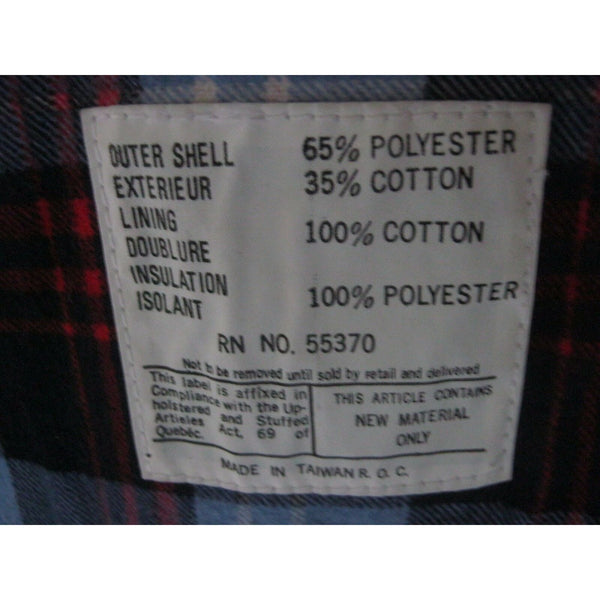 OUTER SHELL 65% POLYESTER
EXTERIEUR 35% COTTON
LINING
DOUBLURE 100% COTTON
INSULATION
ISOLANT 100% POLYESTER
RN NO. 55370
Not to be removed until sold by retail and delivered
This label is affixed in
Compliance with the Up-
holstered and Stuffed
Artieles Act, 69 of
Quebéc.
THIS ARTICLE CONTAINS
NEW MATERIAL
ONLY
MADE IN TAIWAN R. O. C.